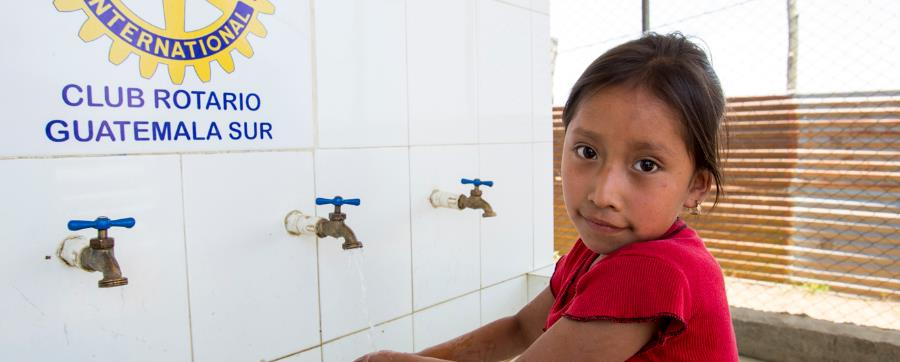 INTERNATIONAL
CLUB ROTARIO
GUATEMALA SUR